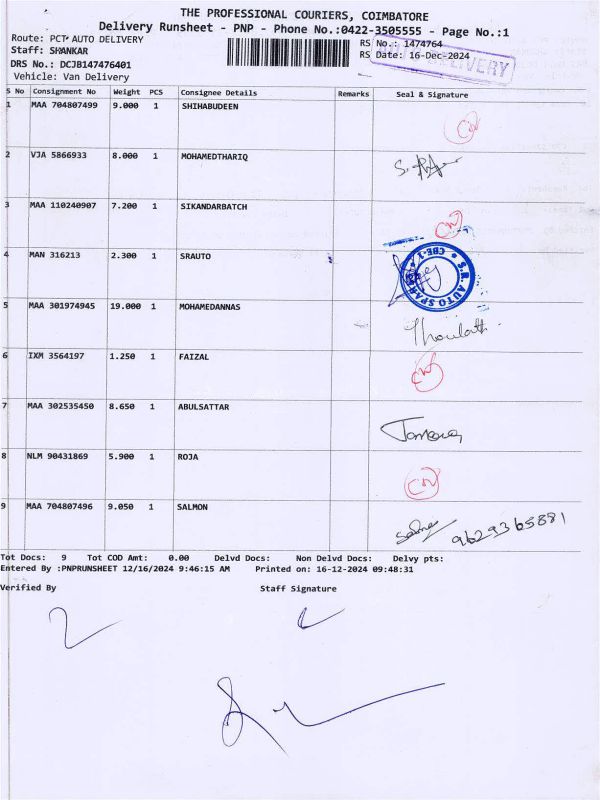 THE PROFESSIONAL COURIERS, COIMBATORE
Delivery Runsheet - PNP - Phone No.:0422-3505555 - Page No.:1
Route: PCT AUTO DELIVERY RS No.: 1474764
Staff: SHANKAR RS Date: 16-Dec-2024
DELIVERY
DRS No.: DCJB147476401
Vehicle: Van Delivery
S No Consignment No Weight PCS Consignee Details Remarks Seal & Signature
1 MAA 704807499 9.000 1 SHIHABUDEEN
2 VJA 5866933 8.000 1 MOHAMEDTHARIQ
3 MAA 110240907 7.200 1 SIKANDARBATCH
4 MAN 316213 2.300 1 SRAUTO
S.R. AUTO SPAR
CBE-1
5 MAA 301974945 19.000 1 MOHAMEDANNAS
6 IXM 3564197 1.250 1 FAIZAL
7 MAA 302535450 8.650 1 ABULSATTAR
8 NLM 90431869 5.900 1 ROJA
9 MAA 704807496 9.050 1 SALMON
9629365881
Tot Docs: 9 Tot COD Amt: 0.00 Delvd Docs: Non Delvd Docs: Delvy pts:
Entered By :PNPRUNSHEET 12/16/2024 9:46:15 AM Printed on: 16-12-2024 09:48:31
Verified By Staff Signature